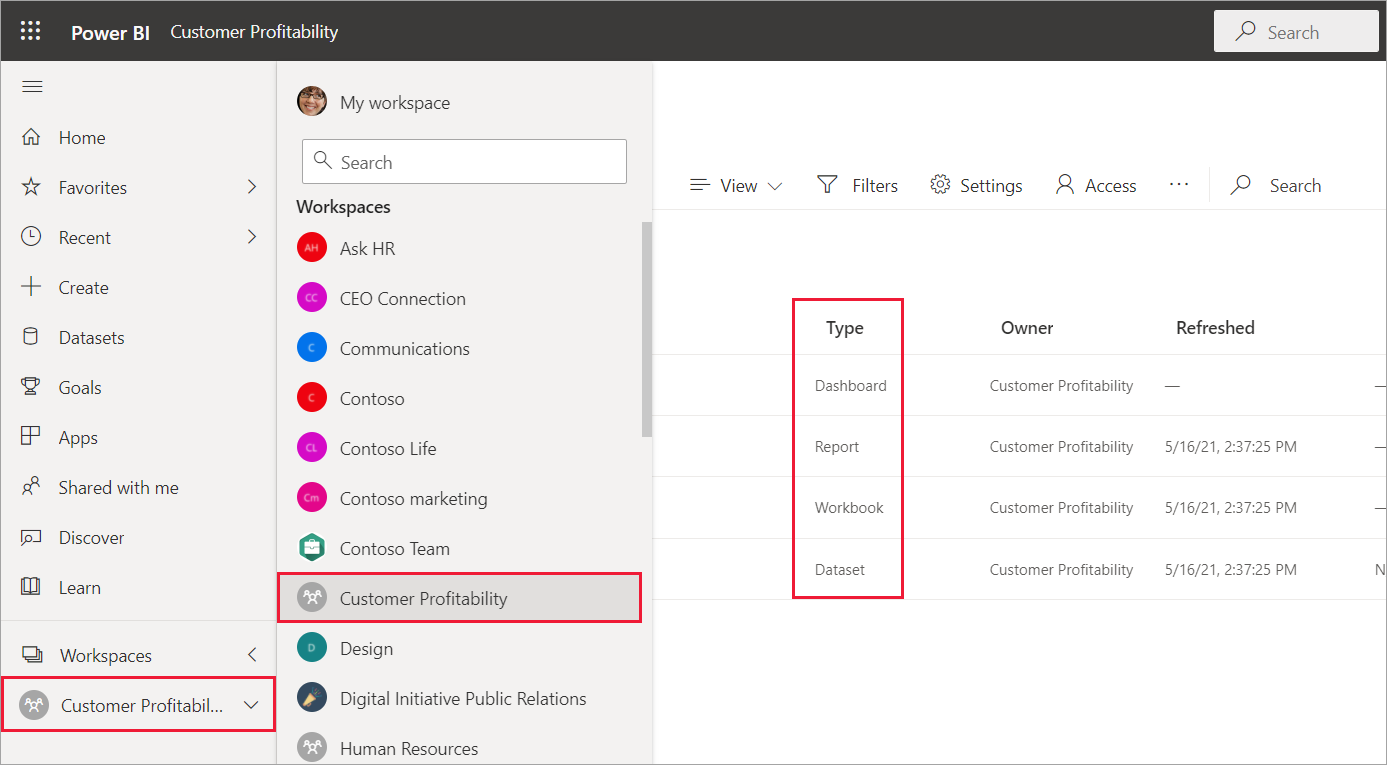 Power BI Customer Profitability Search
Home
Favorites
Recent
Create
Datasets
Goals
Apps
Shared with me
Discover
Learn
Workspaces
Customer Profitabil...
My workspace
Search
Workspaces
AH Ask HR
CC CEO Connection
C Communications
C Contoso
CL Contoso Life
Cm Contoso marketing
Contoso Team
Customer Profitability
D Design
Digital Initiative Public Relations
Human Resources
View Filters Settings Access ... Search
Type Owner Refreshed
Dashboard Customer Profitability — —
Report Customer Profitability 5/16/21, 2:37:25 PM —
Workbook Customer Profitability 5/16/21, 2:37:25 PM —
Dataset Customer Profitability 5/16/21, 2:37:25 PM N